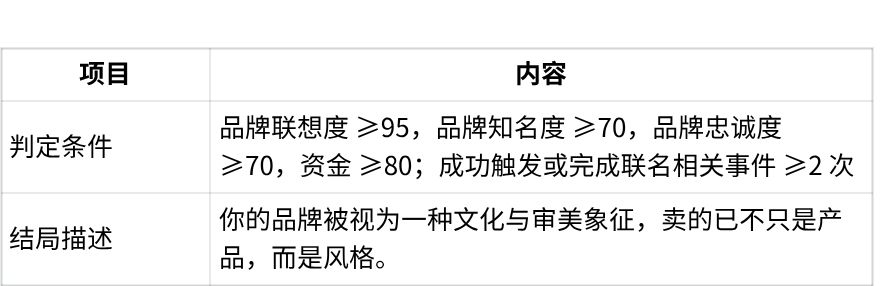 项目
内容
判定条件
品牌联想度 ≥95，品牌知名度 ≥70，品牌忠诚度
≥70，资金 ≥80；成功触发或完成联名相关事件 ≥2 次
结局描述
你的品牌被视为一种文化与审美象征，卖的已不只是产
品，而是风格。